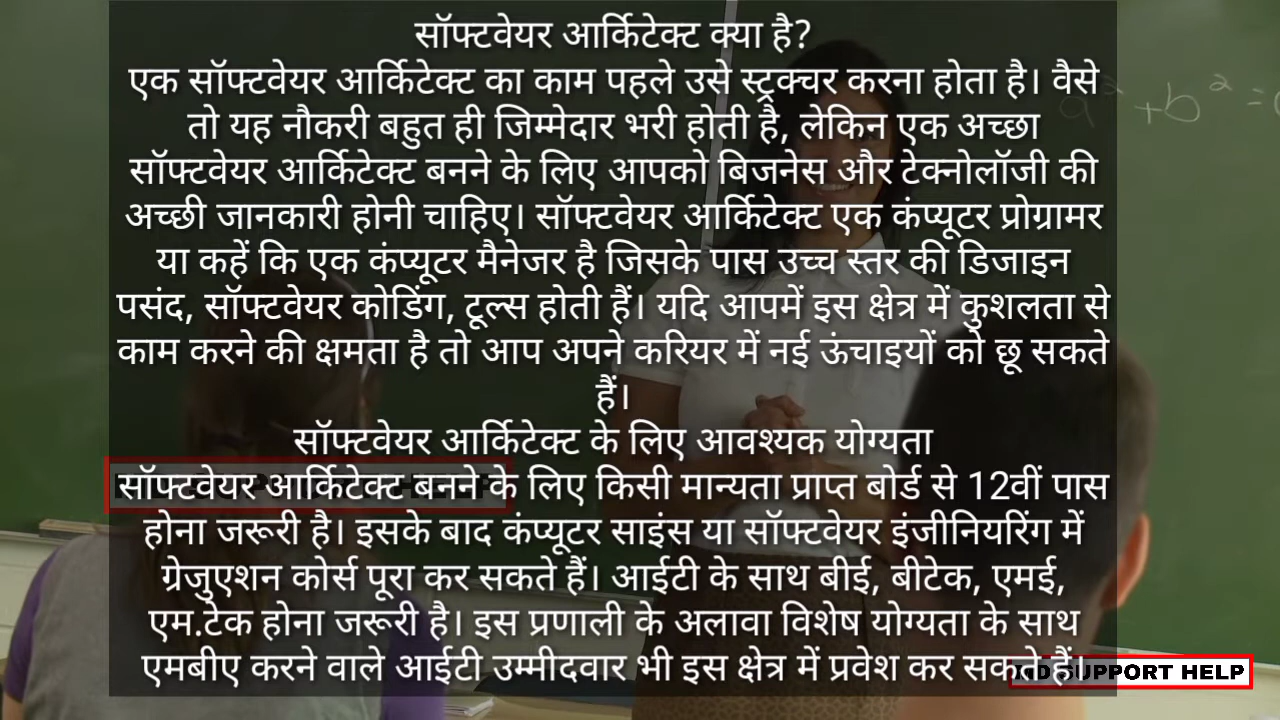 सॉफ्टवेयर आर्किटेक्ट क्या है?
एक सॉफ्टवेयर आर्किटेक्ट का काम पहले उसे स्ट्रक्चर करना होता है। वैसे
तो यह नौकरी बहुत ही जिम्मेदार भरी होती है, लेकिन एक अच्छा
सॉफ्टवेयर आर्किटेक्ट बनने के लिए आपको बिजनेस और टेक्नोलॉजी की
अच्छी जानकारी होनी चाहिए। सॉफ्टवेयर आर्किटेक्ट एक कंप्यूटर प्रोग्रामर
या कहें कि एक कंप्यूटर मैनेजर है जिसके पास उच्च स्तर की डिजाइन
पसंद, सॉफ्टवेयर कोडिंग, टूल्स होती हैं। यदि आपमें इस क्षेत्र में कुशलता से
काम करने की क्षमता है तो आप अपने करियर में नई ऊंचाइयों को छू सकते
हैं।
सॉफ्टवेयर आर्किटेक्ट के लिए आवश्यक योग्यता
सॉफ्टवेयर आर्किटेक्ट बनने के लिए किसी मान्यता प्राप्त बोर्ड से 12वीं पास
होना जरूरी है। इसके बाद कंप्यूटर साइंस या सॉफ्टवेयर इंजीनियरिंग में
ग्रेजुएशन कोर्स पूरा कर सकते हैं। आईटी के साथ बीई, बीटेक, एमई,
एम.टेक होना जरूरी है। इस प्रणाली के अलावा विशेष योग्यता के साथ
एमबीए करने वाले आईटी उम्मीदवार भी इस क्षेत्र में प्रवेश कर सकते हैं।
SUPPORT HELP
a² + b² =